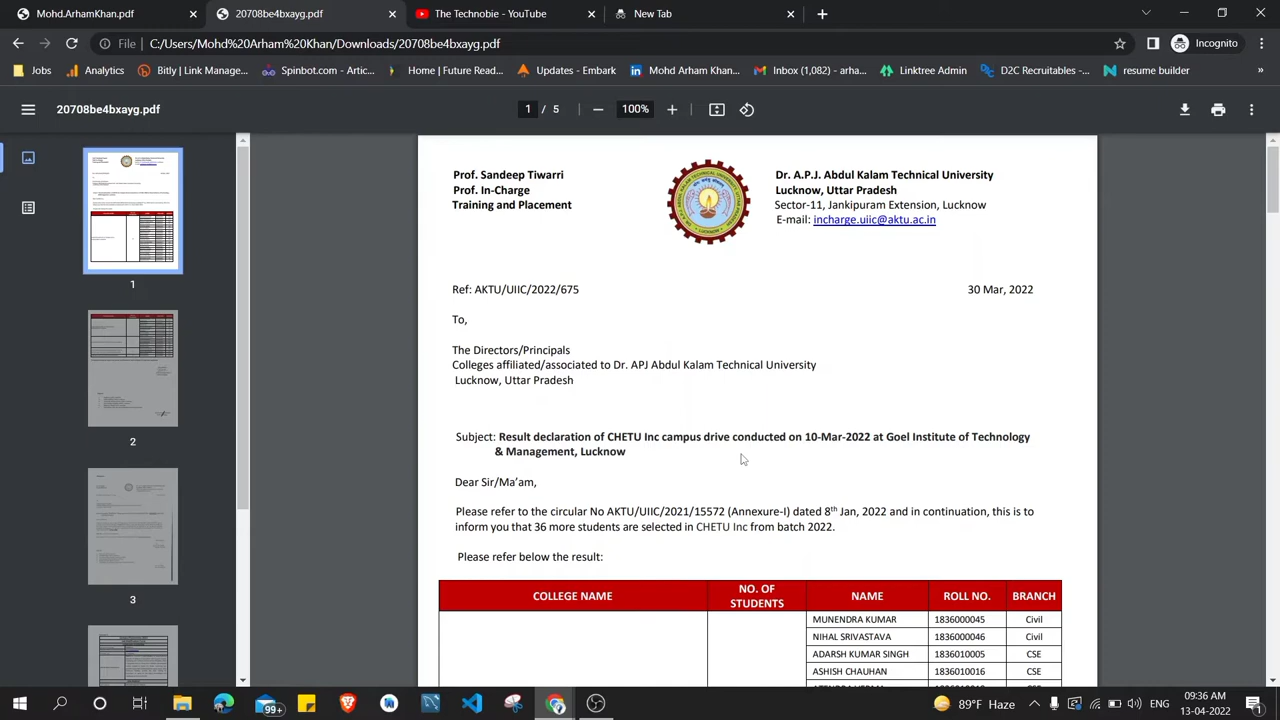 Mohd.ArhamKhan.pdf
20708be4bxayg.pdf
The Technobie - YouTube
New Tab
File
C:/Users/Mohd%20Arham%20Khan/Downloads/20708be4bxayg.pdf
Incognito
Jobs
Analytics
Bitly | Link Manage...
Spinbot.com - Artic...
Home | Future Read...
Updates - Embark
Mohd Arham Khan...
Inbox (1,082) - arha...
Linktree Admin
D2C Recruitables -...
resume builder
20708be4bxayg.pdf
1 / 5
100%
1
2
3
Prof. Sandeep Tiwarri
Prof. In-Charge
Training and Placement
Dr. A.P.J. Abdul Kalam Technical University
Lucknow, Uttar Pradesh
Sector-11, Jankipuram Extension, Lucknow
E-mail: incharge.uiic@aktu.ac.in
LUCKNOW
Ref: AKTU/UIIC/2022/675
30 Mar, 2022
To,
The Directors/Principals
Colleges affiliated/associated to Dr. APJ Abdul Kalam Technical University
Lucknow, Uttar Pradesh
Subject: Result declaration of CHETU Inc campus drive conducted on 10-Mar-2022 at Goel Institute of Technology
& Management, Lucknow
Dear Sir/Ma'am,
Please refer to the circular No AKTU/UIIC/2021/15572 (Annexure-I) dated 8th Jan, 2022 and in continuation, this is to
inform you that 36 more students are selected in CHETU Inc from batch 2022.
Please refer below the result:
COLLEGE NAME
NO. OF
STUDENTS
NAME
ROLL NO.
BRANCH
MUNENDRA KUMAR 1836000045 Civil
NIHAL SRIVASTAVA 1836000046 Civil
ADARSH KUMAR SINGH 1836010005 CSE
ASHISH CHAUHAN 1836010016 CSE
99+
89°F Haze
ENG
09:36 AM
13-04-2022